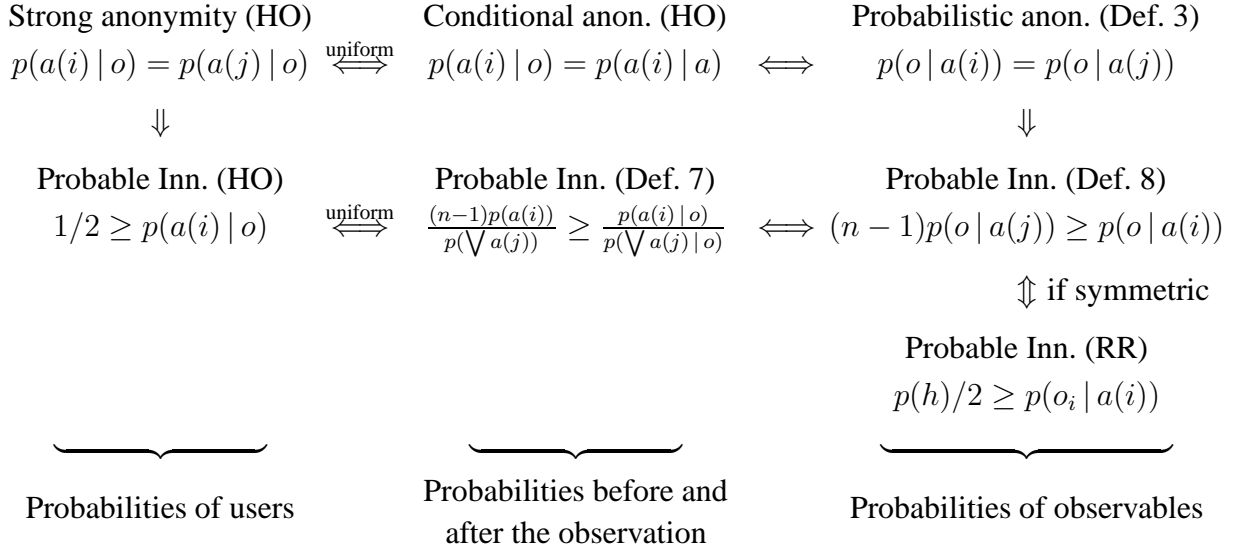 Strong anonymity (HO) Conditional anon. (HO) Probabilistic anon. (Def. 3)
p(a(i) | o) = p(a(j) | o) uniform ⟺ p(a(i) | o) = p(a(i) | a) ⟺ p(o | a(i)) = p(o | a(j))
⇓ ⇓
Probable Inn. (HO) Probable Inn. (Def. 7) Probable Inn. (Def. 8)
1/2 ≥ p(a(i) | o) uniform ⟺ (n−1)p(a(i)) / p(⋁ a(j)) ≥ p(a(i) | o) / p(⋁ a(j) | o) ⟺ (n − 1)p(o | a(j)) ≥ p(o | a(i))
⇕ if symmetric
Probable Inn. (RR)
p(h)/2 ≥ p(oᵢ | a(i))
Probabilities of users Probabilities before and after the observation Probabilities of observables